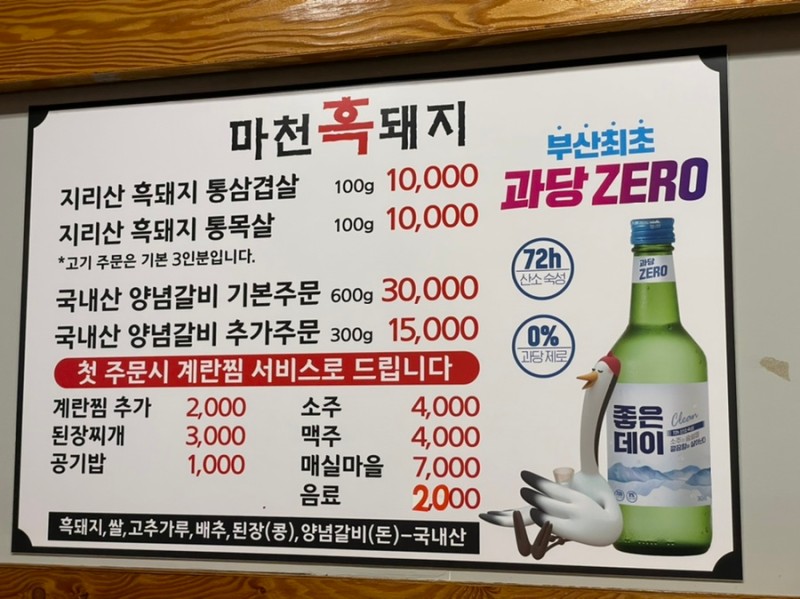 마천흑돼지
지리산 흑돼지 통삼겹살 100g 10,000
지리산 흑돼지 통목살 100g 10,000
*고기 주문은 기본 3인분입니다.
국내산 양념갈비 기본주문 600g 30,000
국내산 양념갈비 추가주문 300g 15,000
첫 주문시 계란찜 서비스로 드립니다
계란찜 추가 2,000
된장찌개 3,000
공기밥 1,000
소주 4,000
맥주 4,000
매실마을 7,000
음료 2,000
흑돼지,쌀,고추가루,배추,된장(콩),양념갈비(돈)-국내산
부산최초
과당 ZERO
72h
산소숙성
0%
과당제로
과당
ZERO
좋은
데이
Clean